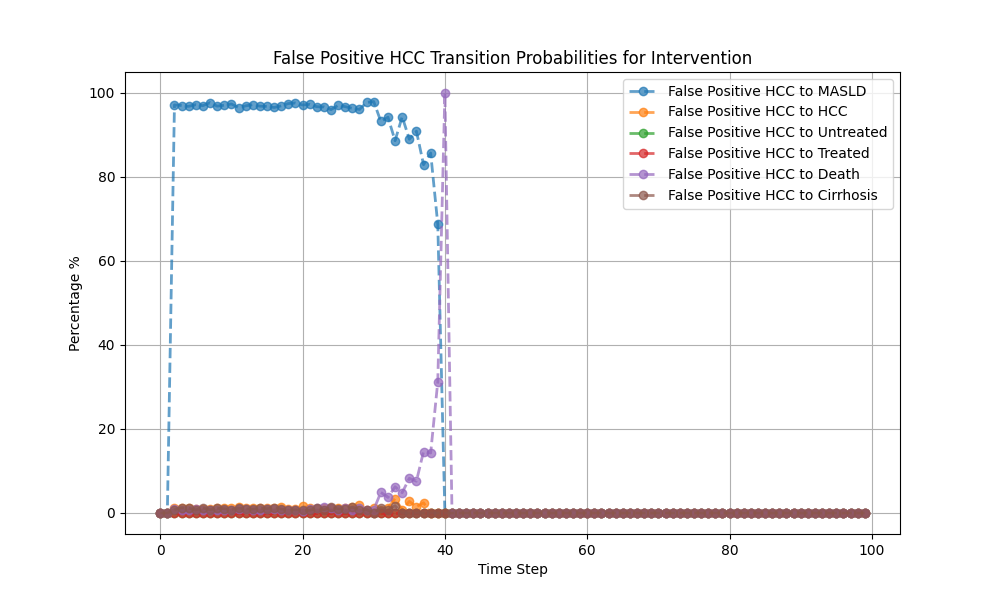 False Positive HCC Transition Probabilities for Intervention
Percentage %
100
80
60
40
20
0
False Positive HCC to MASLD
False Positive HCC to HCC
False Positive HCC to Untreated
False Positive HCC to Treated
False Positive HCC to Death
False Positive HCC to Cirrhosis
0 20 40 60 80 100
Time Step